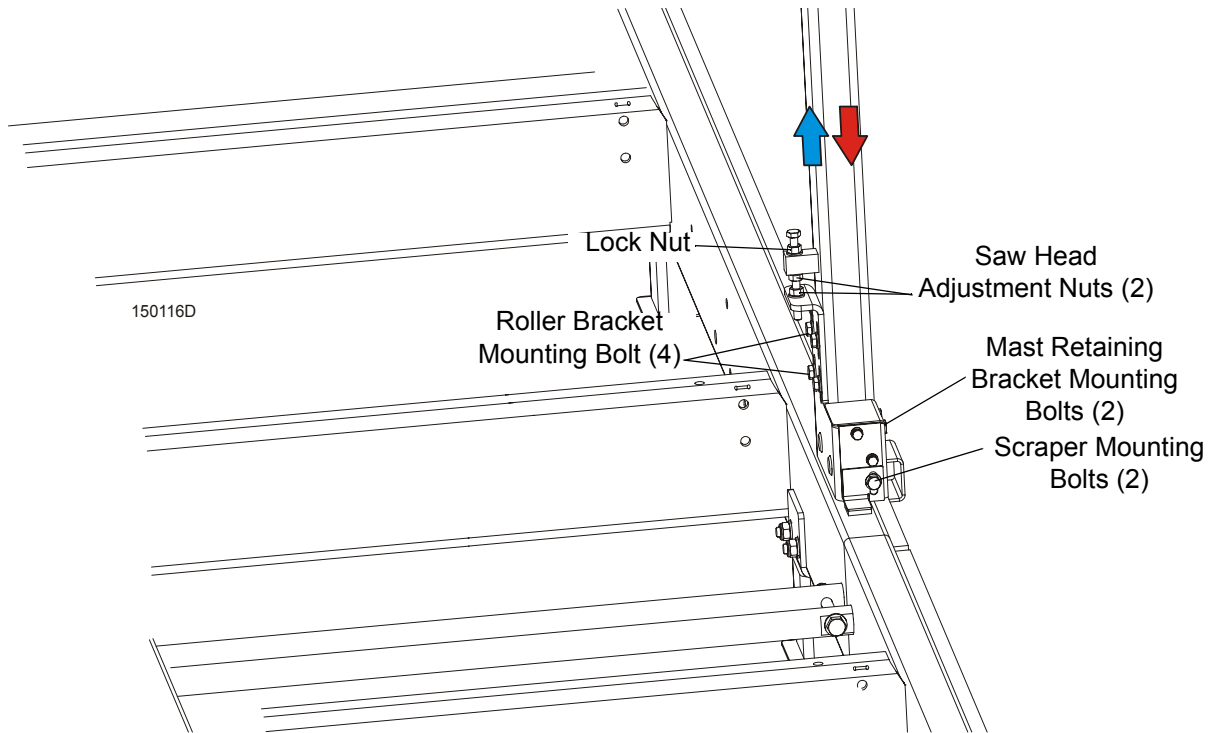 Lock Nut
Saw Head
Adjustment Nuts (2)
150116D
Roller Bracket
Mounting Bolt (4)
Mast Retaining
Bracket Mounting
Bolts (2)
Scraper Mounting
Bolts (2)